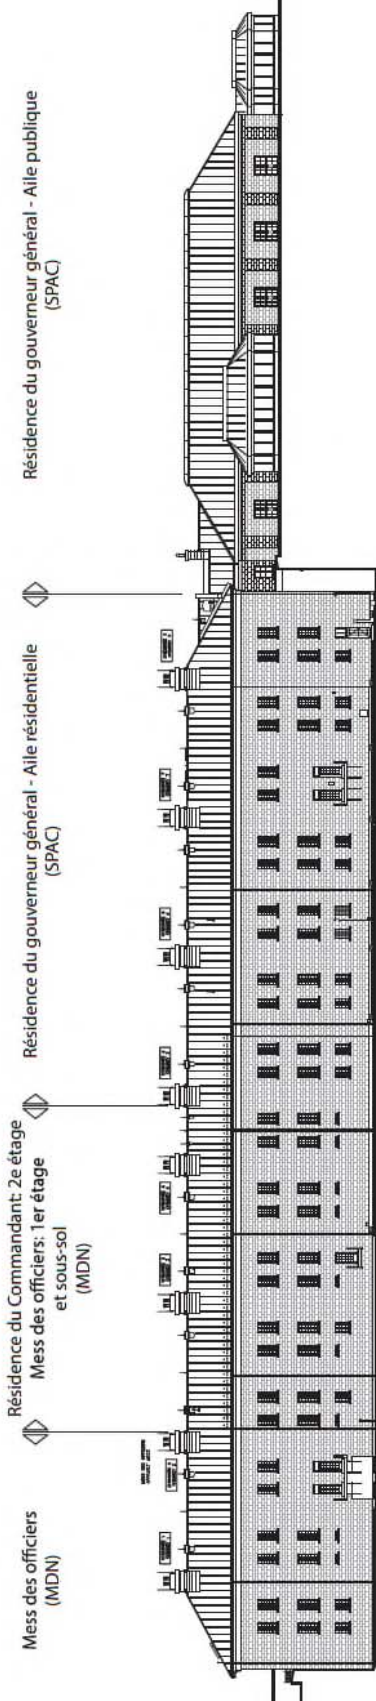 Mess des officiers
(MDN)
Résidence du Commandant: 2e étage
Mess des officiers: 1er étage
et sous-sol
(MDN)
Résidence du gouverneur général - Aile résidentielle
(SPAC)
Résidence du gouverneur général - Aile publique
(SPAC)